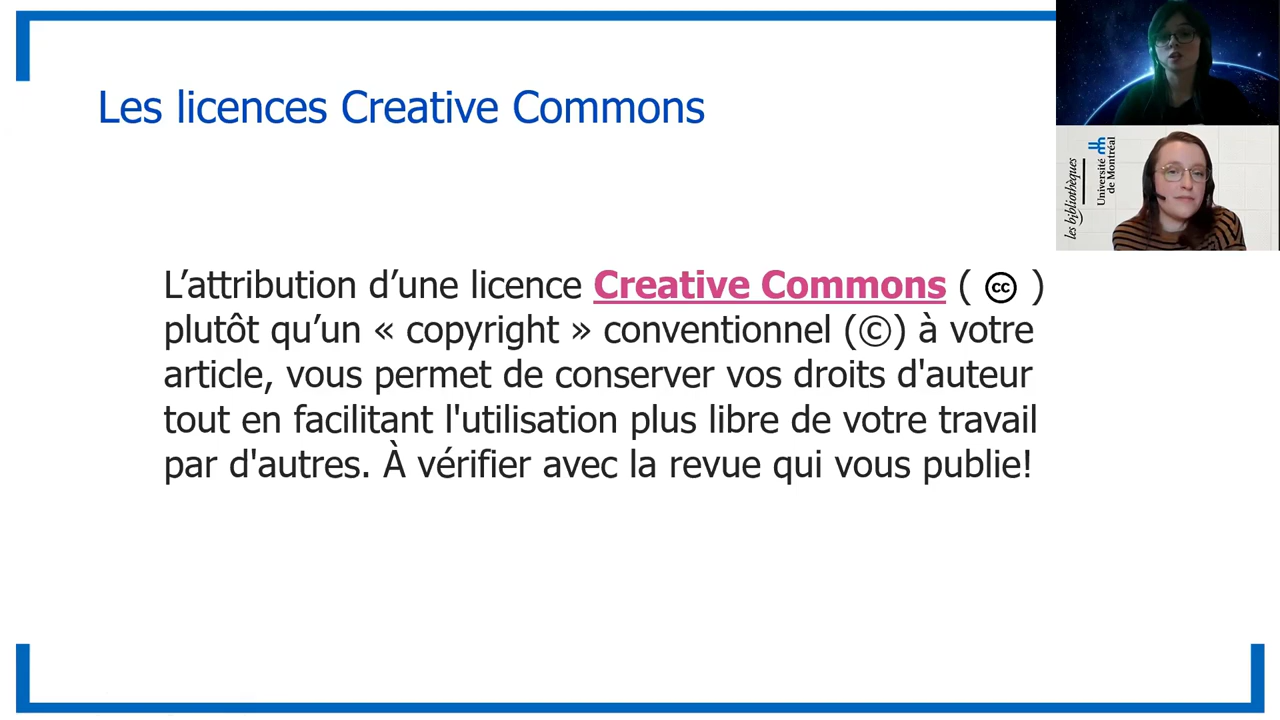 Les licences Creative Commons
L’attribution d’une licence Creative Commons ( cc )
plutôt qu’un « copyright » conventionnel (©) à votre
article, vous permet de conserver vos droits d'auteur
tout en facilitant l'utilisation plus libre de votre travail
par d'autres. À vérifier avec la revue qui vous publie!
les bibliothèques
Université
de Montréal